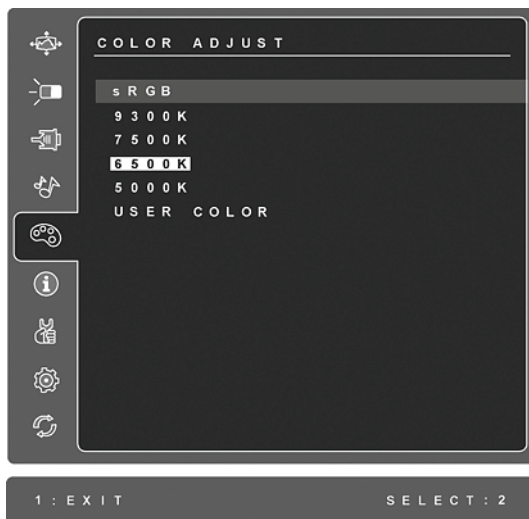 COLOR ADJUST
sRGB
9300K
7500K
6500K
5000K
USER COLOR
1:EXIT SELECT:2